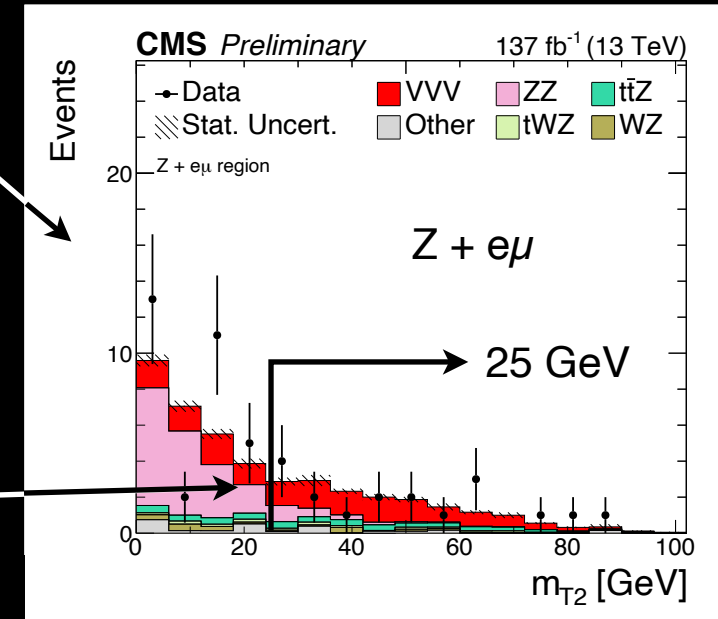 CMS Preliminary 137 fb⁻¹ (13 TeV)
Events
Data VVV ZZ tt̄Z
Stat. Uncert. Other tWZ WZ
Z + eμ region
20
Z + eμ
10
25 GeV
0
0 20 40 60 80 100
m_T2 [GeV]